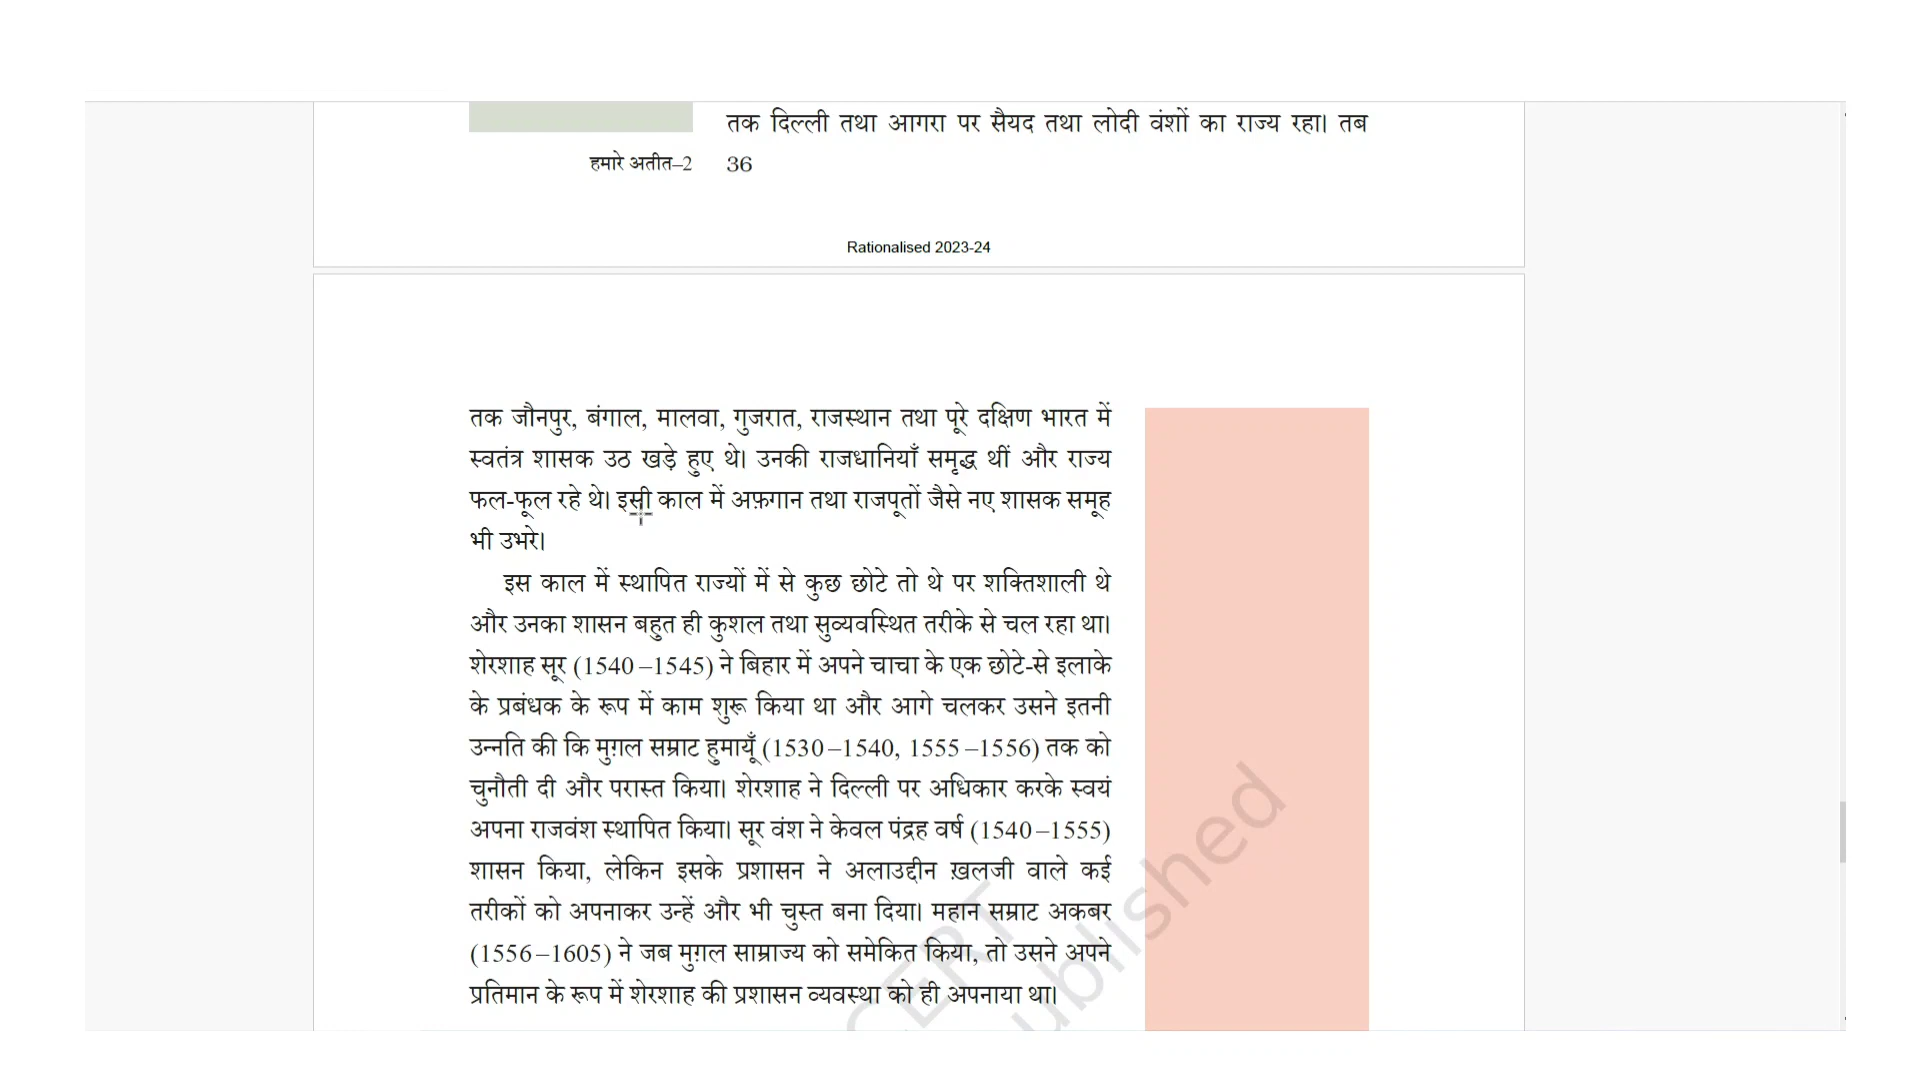 तक दिल्ली तथा आगरा पर सैयद तथा लोदी वंशों का राज्य रहा। तब
हमारे अतीत–2 36
Rationalised 2023-24
तक जौनपुर, बंगाल, मालवा, गुजरात, राजस्थान तथा पूरे दक्षिण भारत में
स्वतंत्र शासक उठ खड़े हुए थे। उनकी राजधानियाँ समृद्ध थीं और राज्य
फल-फूल रहे थे। इसी काल में अफ़गान तथा राजपूतों जैसे नए शासक समूह
भी उभरे।
इस काल में स्थापित राज्यों में से कुछ छोटे तो थे पर शक्तिशाली थे
और उनका शासन बहुत ही कुशल तथा सुव्यवस्थित तरीके से चल रहा था।
शेरशाह सूर (1540–1545) ने बिहार में अपने चाचा के एक छोटे-से इलाके
के प्रबंधक के रूप में काम शुरू किया था और आगे चलकर उसने इतनी
उन्नति की कि मुग़ल सम्राट हुमायूँ (1530–1540, 1555–1556) तक को
चुनौती दी और परास्त किया। शेरशाह ने दिल्ली पर अधिकार करके स्वयं
अपना राजवंश स्थापित किया। सूर वंश ने केवल पंद्रह वर्ष (1540–1555)
शासन किया, लेकिन इसके प्रशासन ने अलाउद्दीन ख़लजी वाले कई
तरीकों को अपनाकर उन्हें और भी चुस्त बना दिया। महान सम्राट अकबर
(1556–1605) ने जब मुग़ल साम्राज्य को समेकित किया, तो उसने अपने
प्रतिमान के रूप में शेरशाह की प्रशासन व्यवस्था को ही अपनाया था।
CERT
ublished